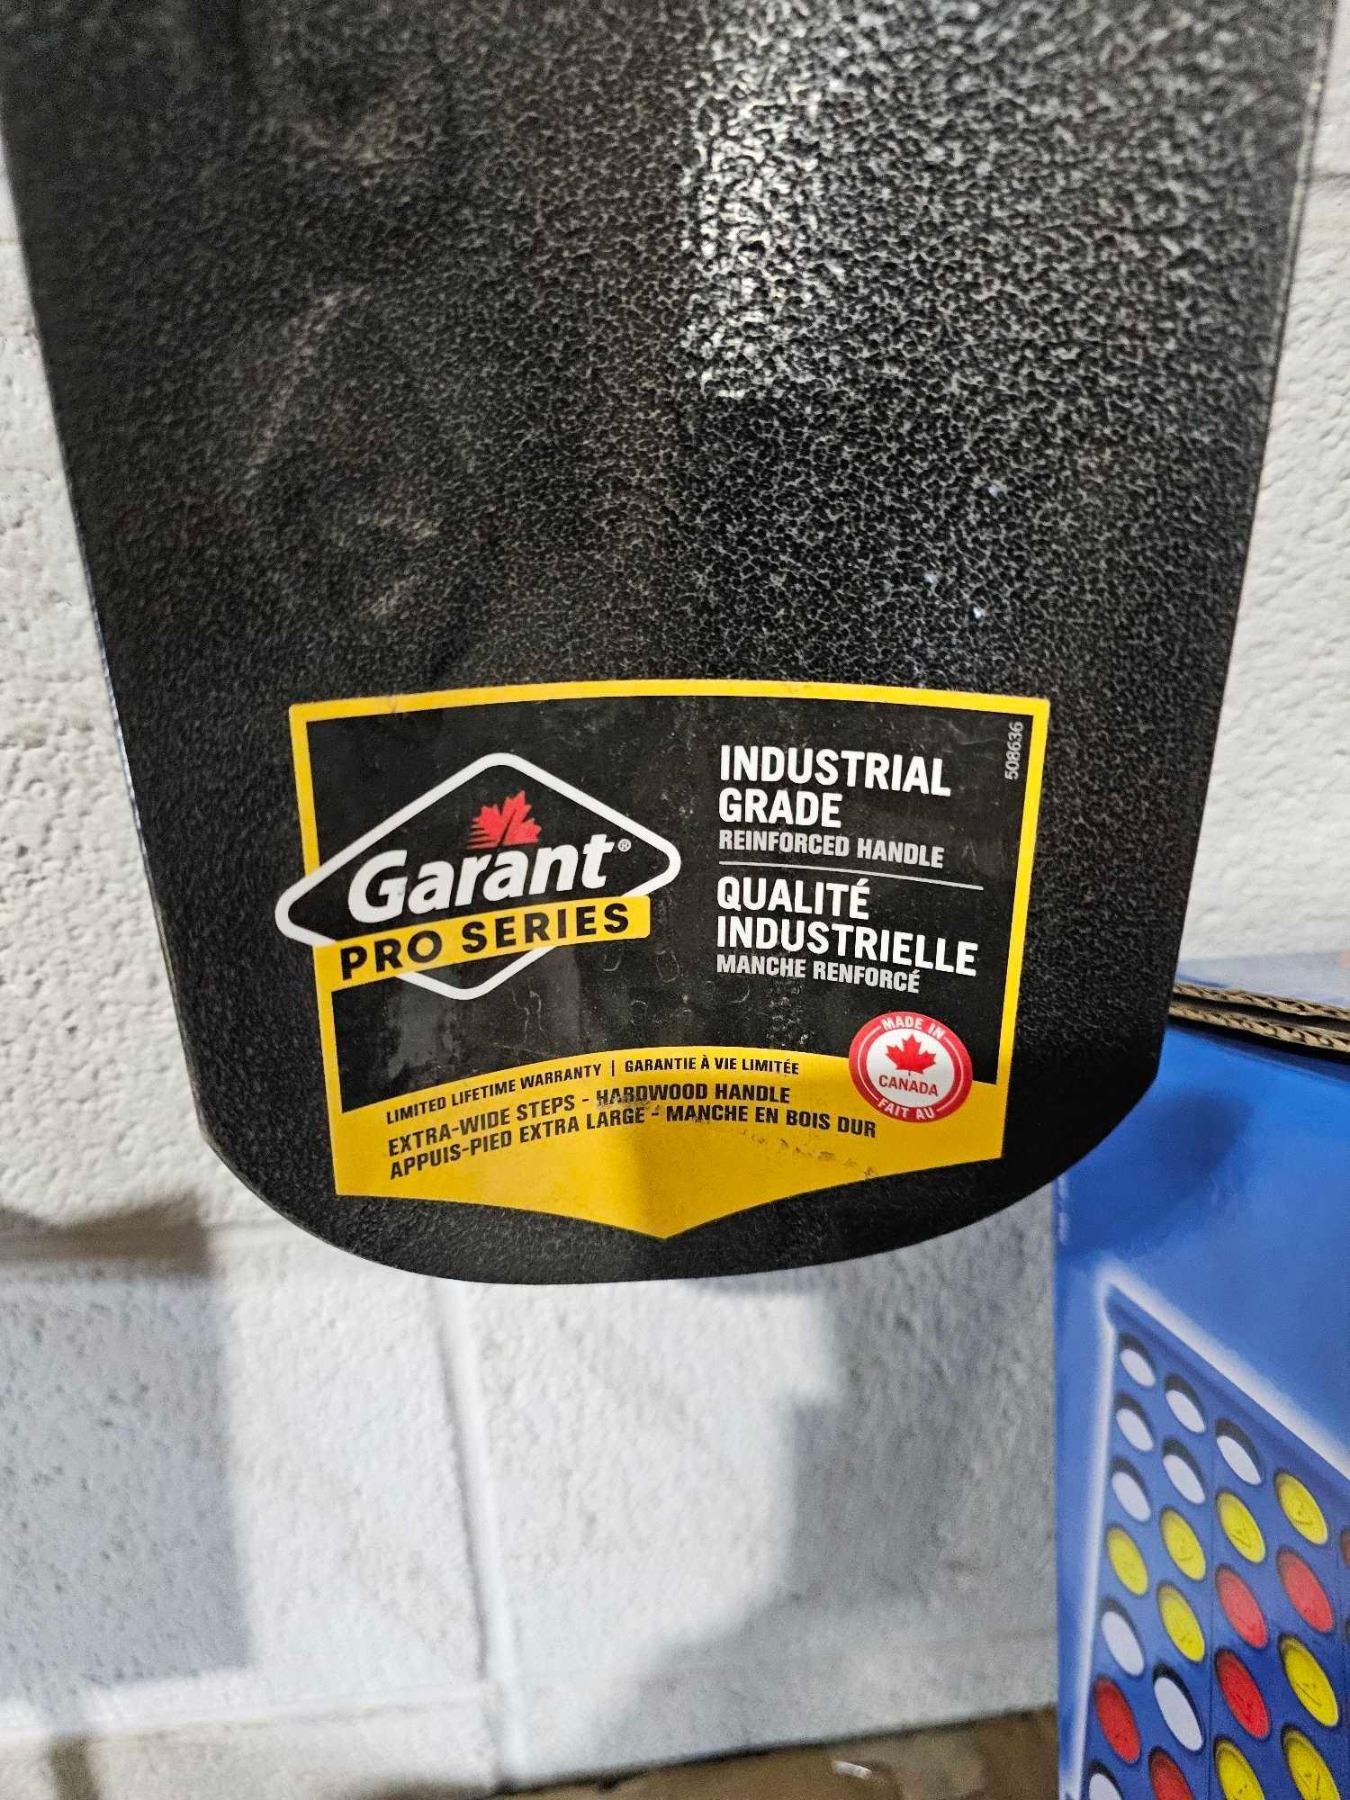 508636
INDUSTRIAL
GRADE
REINFORCED HANDLE
Garant®
PRO SERIES
QUALITÉ
INDUSTRIELLE
MANCHE RENFORCÉ
MADE IN
CANADA
FAIT AU
LIMITED LIFETIME WARRANTY | GARANTIE À VIE LIMITÉE
EXTRA-WIDE STEPS - HARDWOOD HANDLE
APPUIS-PIED EXTRA LARGE - MANCHE EN BOIS DUR